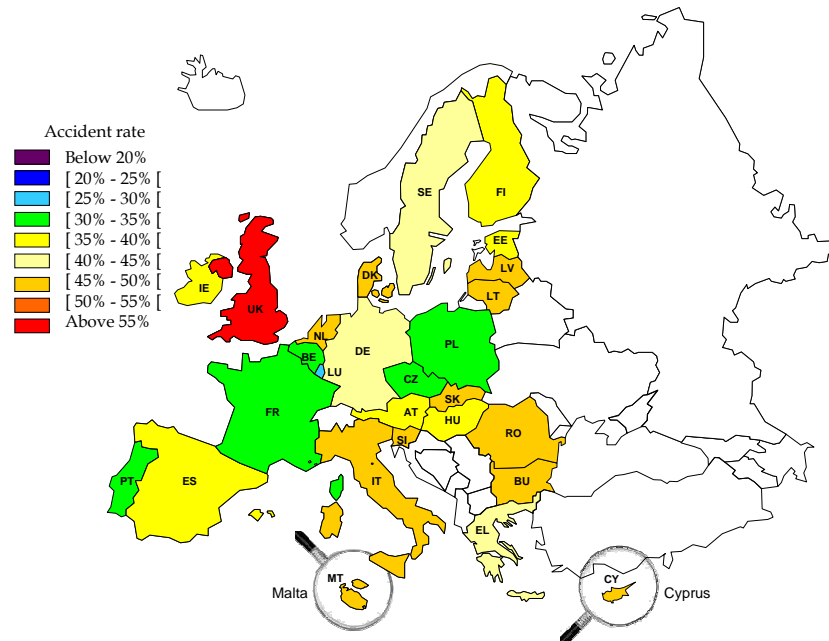 Accident rate
Below 20%
[ 20% - 25% [
[ 25% - 30% [
[ 30% - 35% [
[ 35% - 40% [
[ 40% - 45% [
[ 45% - 50% [
[ 50% - 55% [
Above 55%
SE
FI
EE
LV
DK
LT
IE
UK
NL
DE
PL
BE
LU
CZ
SK
FR
AT
HU
RO
SI
PT
ES
IT
BU
EL
MT
Malta
CY
Cyprus